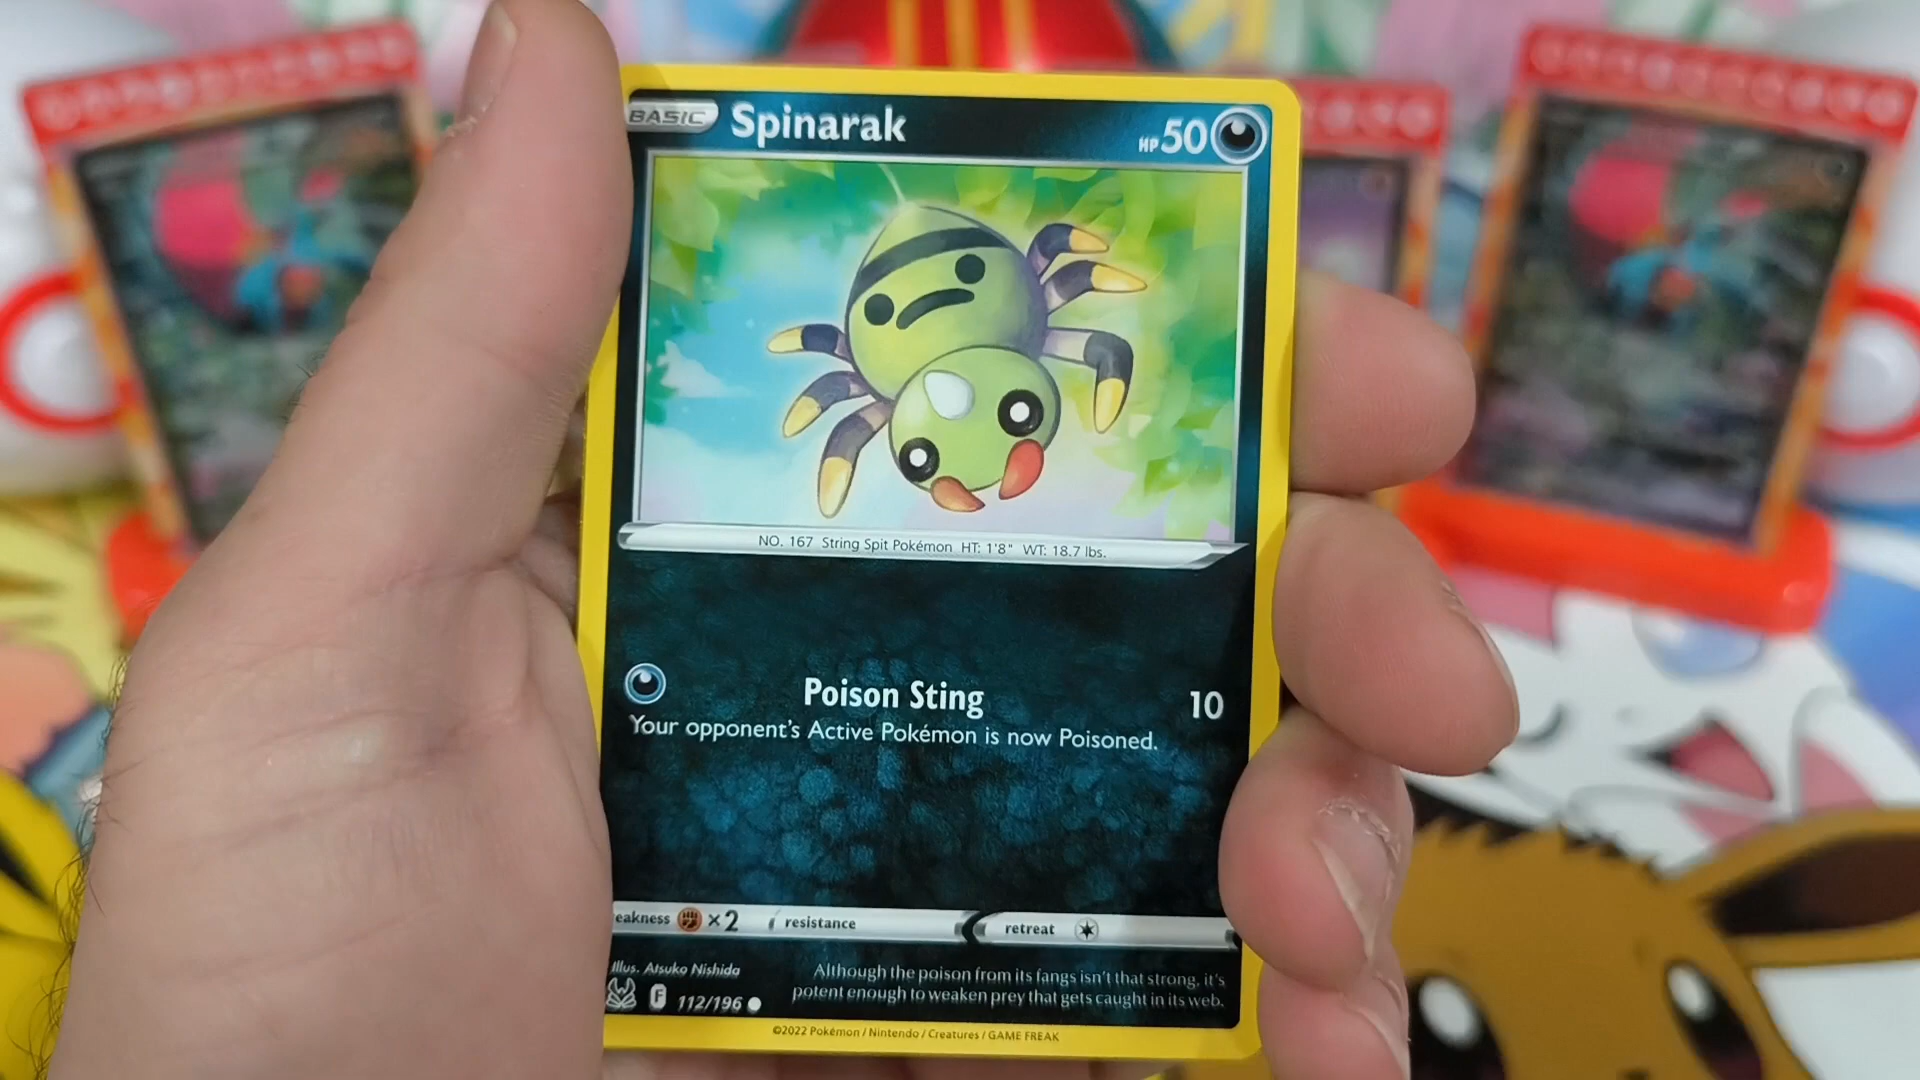 BASIC Spinarak HP 50
NO. 167 String Spit Pokémon HT: 1'8" WT: 18.7 lbs.
Poison Sting 10
Your opponent's Active Pokémon is now Poisoned.
eakness ×2 resistance retreat
Illus. Atsuko Nishida
Although the poison from its fangs isn't that strong, it's
potent enough to weaken prey that gets caught in its web.
F 112/196
©2022 Pokémon / Nintendo / Creatures / GAME FREAK